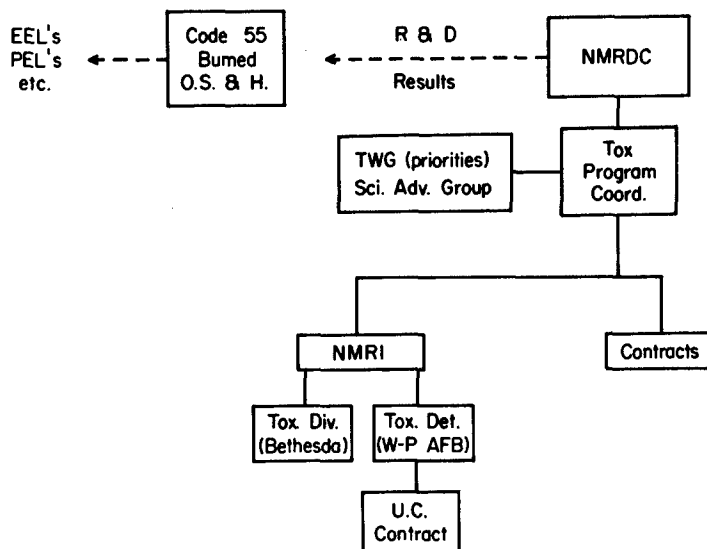 EEL's
PEL's
etc.
Code 55
Bumed
O.S. & H.
R & D
Results
NMRDC
TWG (priorities)
Sci. Adv. Group
Tox
Program
Coord.
NMRI
Contracts
Tox. Div.
(Bethesda)
Tox. Det.
(W-P AFB)
U.C.
Contract